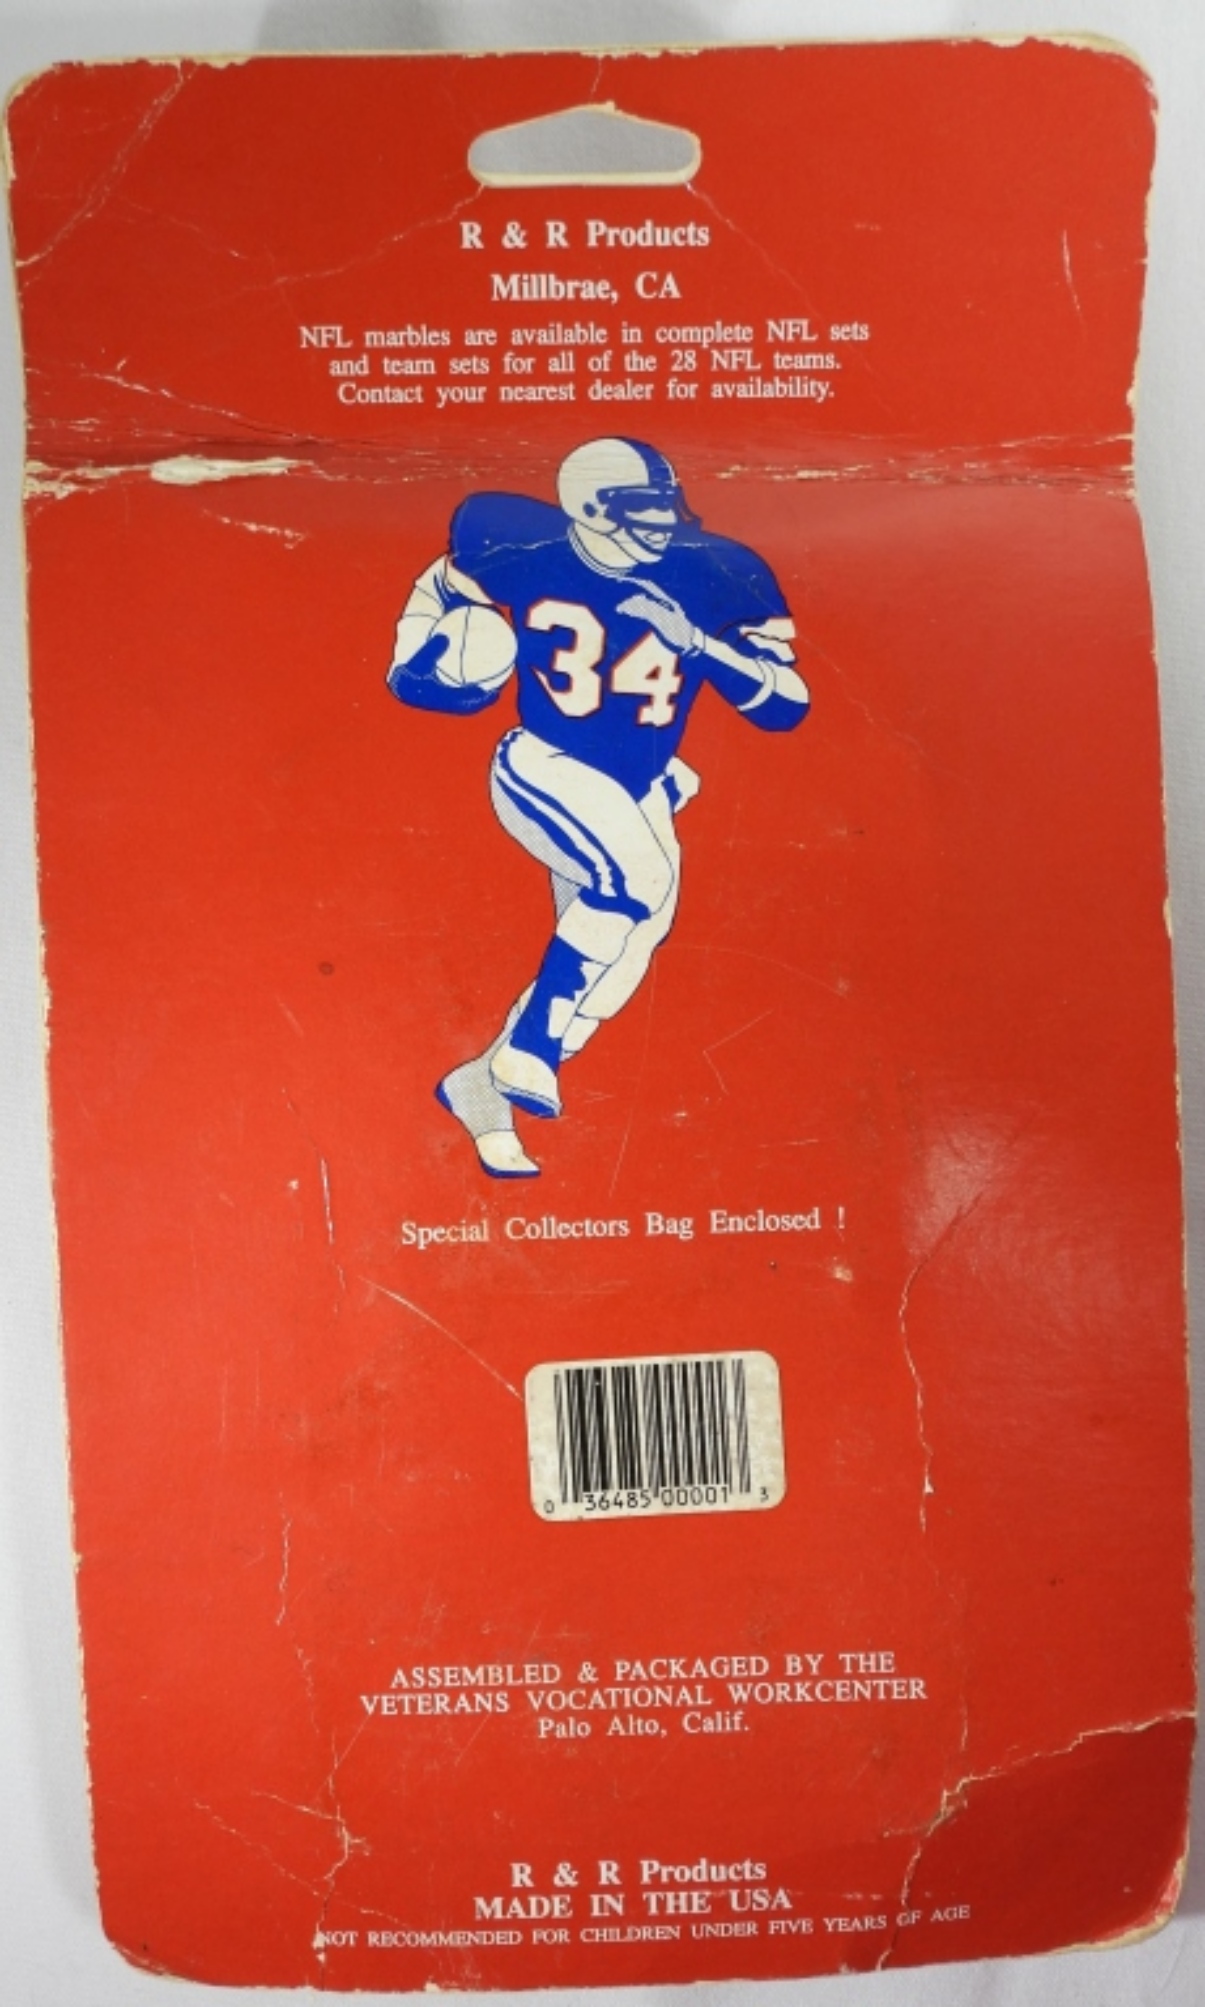 R & R Products
Millbrae, CA
NFL marbles are available in complete NFL sets
and team sets for all of the 28 NFL teams.
Contact your nearest dealer for availability.
34
Special Collectors Bag Enclosed !
0 36485 00001 3
ASSEMBLED & PACKAGED BY THE
VETERANS VOCATIONAL WORKCENTER
Palo Alto, Calif.
R & R Products
MADE IN THE USA
NOT RECOMMENDED FOR CHILDREN UNDER FIVE YEARS OF AGE